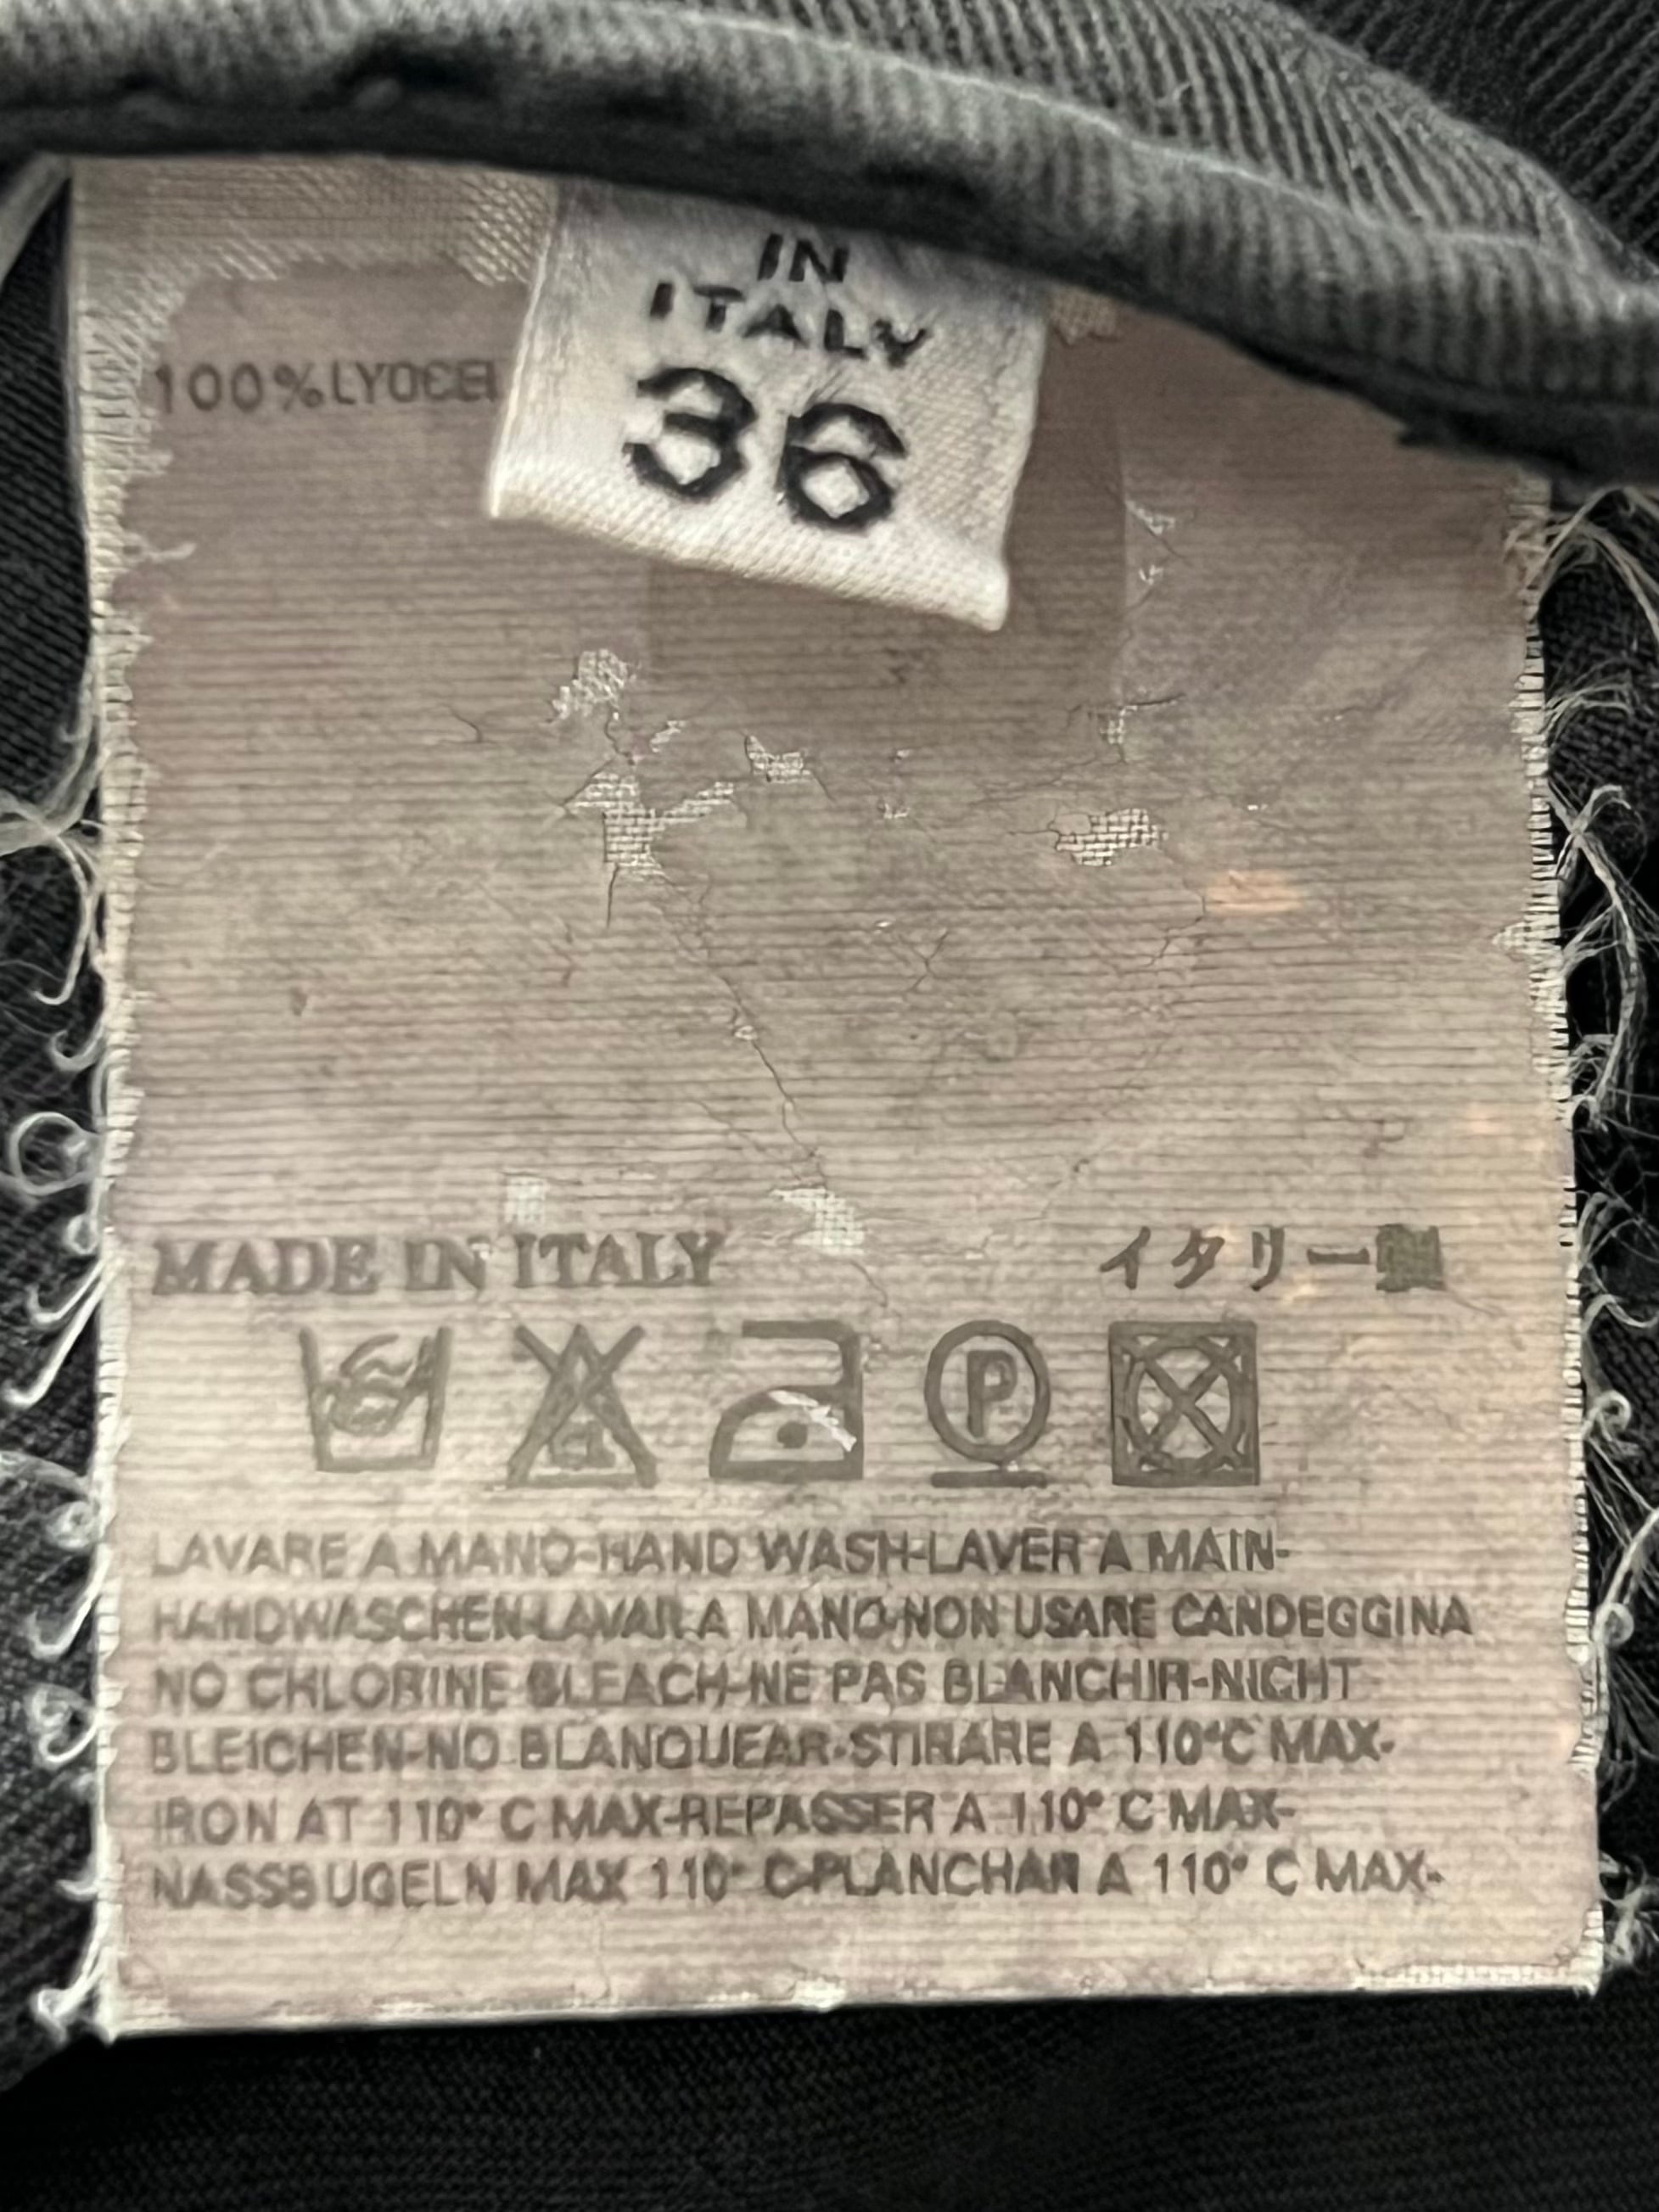 IN
ITALY
36
100%LYOCEL
MADE IN ITALY イタリー製
P
LAVARE A MANO-HAND WASH-LAVER A MAIN-
HANDWASCHEN-LAVAR A MANO-NON USARE CANDEGGINA
NO CHLORINE BLEACH-NE PAS BLANCHIR-NICHT
BLEICHEN-NO BLANQUEAR-STIRARE A 110°C MAX-
IRON AT 110° C MAX-REPASSER A 110° C MAX-
NASSBUGELN MAX 110° C-PLANCHAR A 110° C MAX-